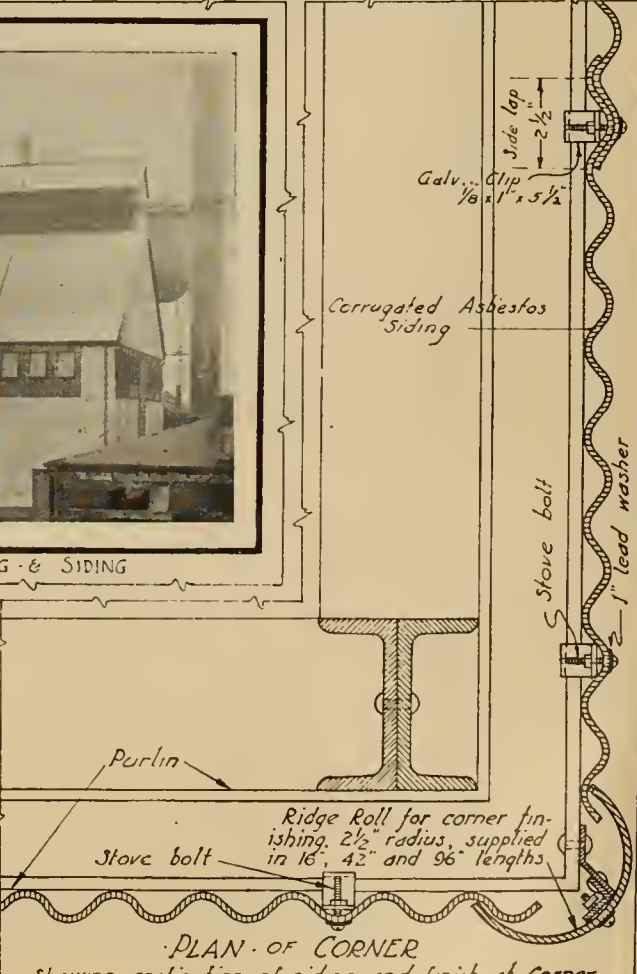 Side lap
2½"
Galv. Clip
⅛ x 1" x 5½"
Corrugated Asbestos
Siding
Stove bolt
1" lead washer
G · & SIDING
Purlin
Ridge Roll for corner fin-
ishing, 2½" radius, supplied
in 16", 42" and 96" lengths
Stove bolt
·PLAN · OF CORNER